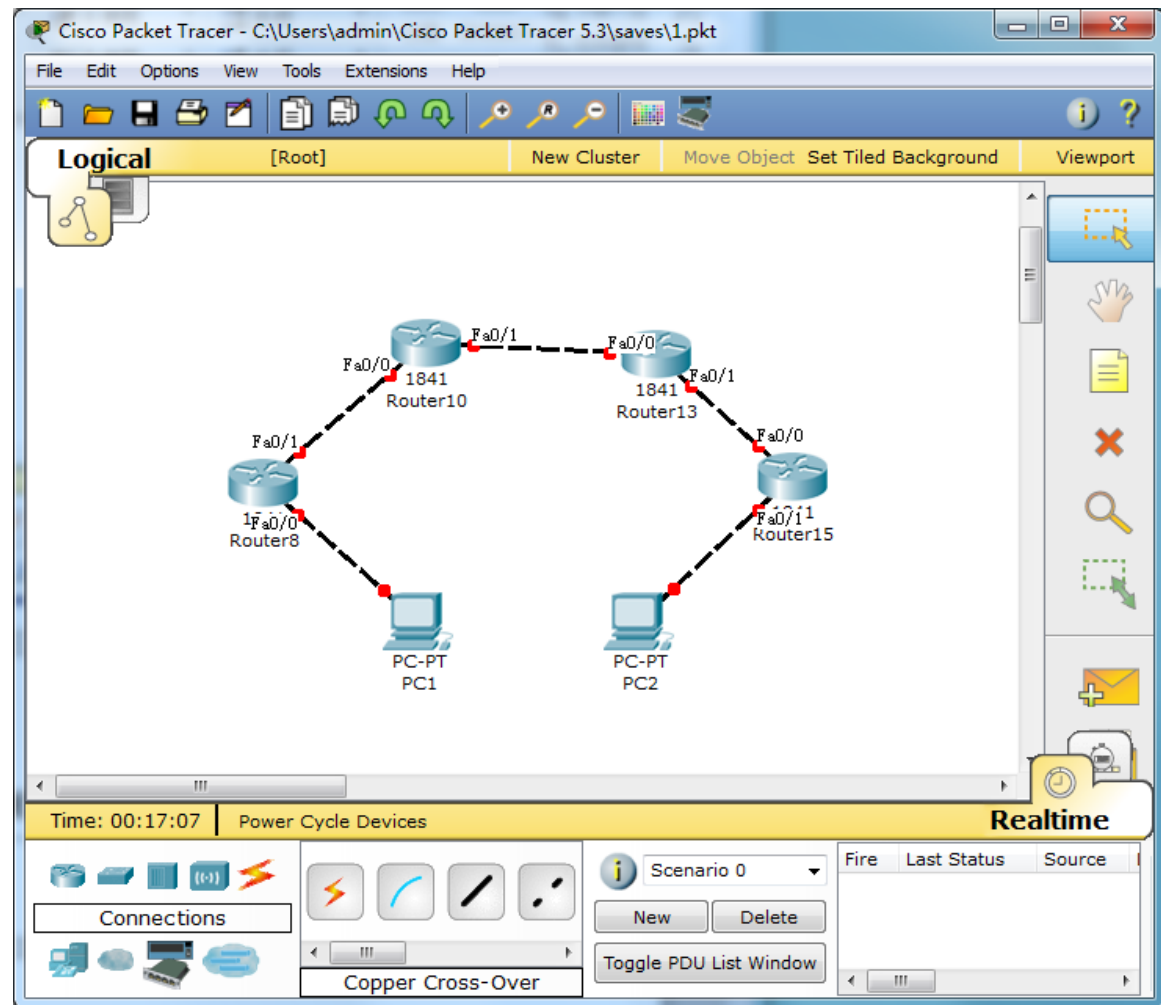 Cisco Packet Tracer - C:\Users\admin\Cisco Packet Tracer 5.3\saves\1.pkt
File Edit Options View Tools Extensions Help
Logical [Root] New Cluster Move Object Set Tiled Background Viewport
Fa0/1
Fa0/0
Fa0/0
1841
Router10
1841
Router13
Fa0/1
Fa0/1
Fa0/0
Fa0/0
Router8
Fa0/1
Router15
PC-PT
PC1
PC-PT
PC2
Time: 00:17:07 Power Cycle Devices Realtime
Scenario 0
Fire Last Status Source
Connections
New Delete
Toggle PDU List Window
Copper Cross-Over